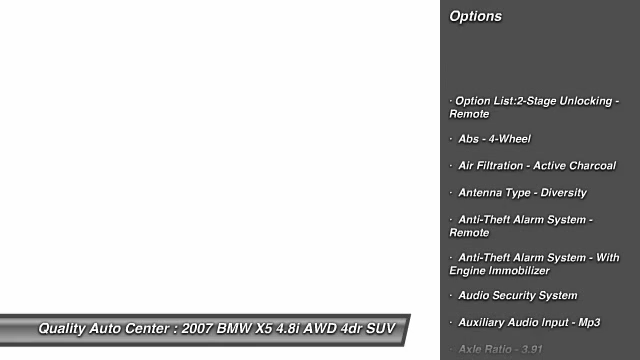 Options
· Option List:2-Stage Unlocking -
Remote
· Abs - 4-Wheel
· Air Filtration - Active Charcoal
· Antenna Type - Diversity
· Anti-Theft Alarm System -
Remote
· Anti-Theft Alarm System - With
Engine Immobilizer
· Audio Security System
· Auxiliary Audio Input - Mp3
· Axle Ratio - 3.91
Quality Auto Center : 2007 BMW X5 4.8i AWD 4dr SUV